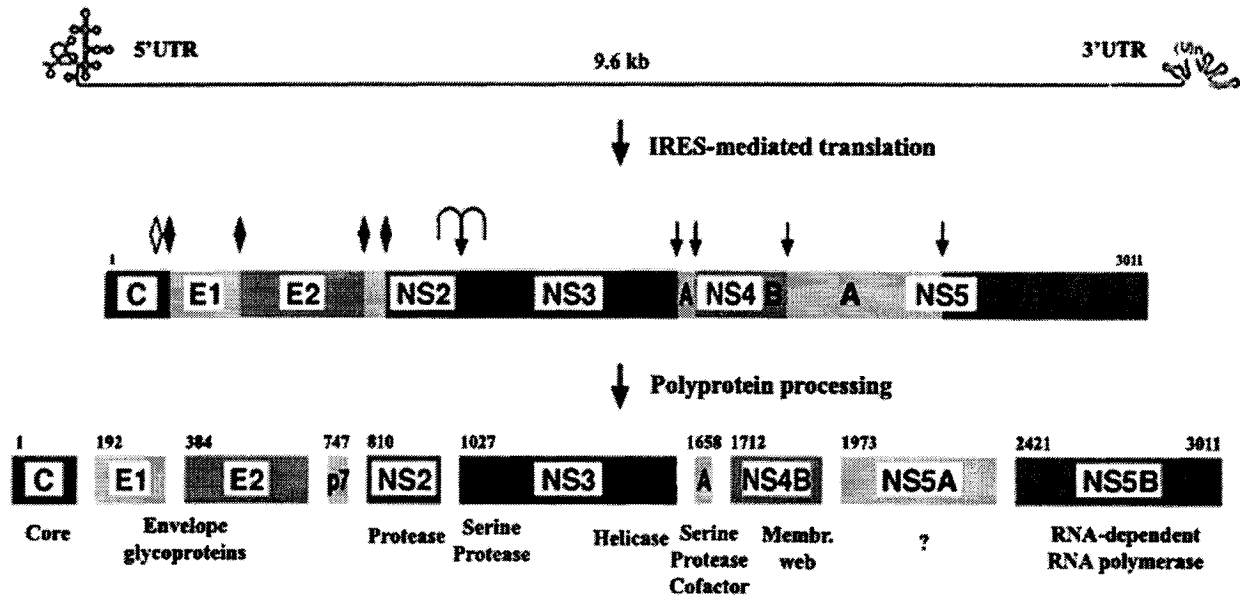 5'UTR
9.6 kb
3'UTR
(U)n
IRES-mediated translation
1
3011
C
E1
E2
NS2
NS3
A
NS4
B
A
NS5
Polyprotein processing
1
192
384
747
810
1027
1658
1712
1973
2421
3011
C
E1
E2
p7
NS2
NS3
A
NS4B
NS5A
NS5B
Core
Envelope
glycoproteins
Protease
Serine
Protease
Helicase
Serine
Protease
Cofactor
Membr.
web
?
RNA-dependent
RNA polymerase